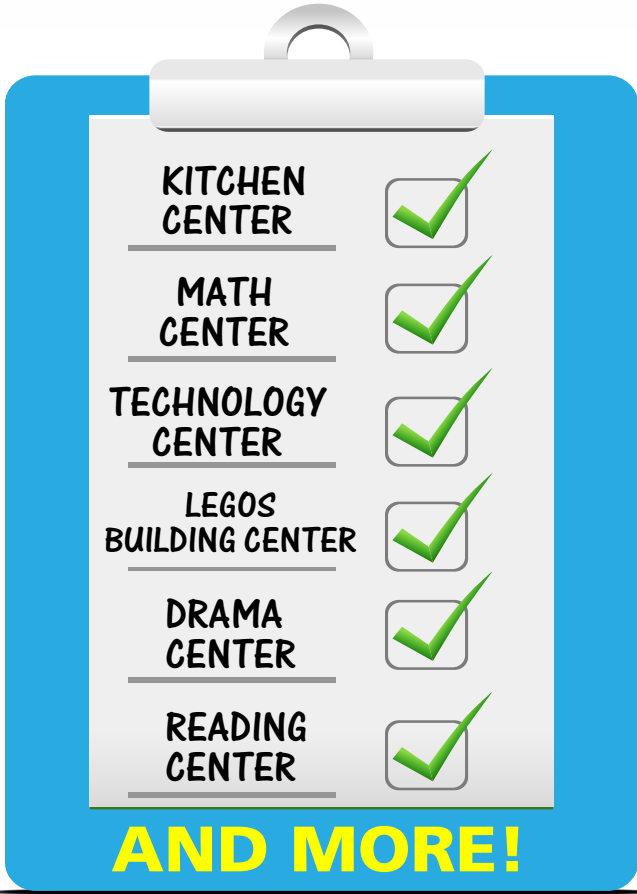 KITCHEN
CENTER
MATH
CENTER
TECHNOLOGY
CENTER
LEGOS
BUILDING CENTER
DRAMA
CENTER
READING
CENTER
AND MORE!